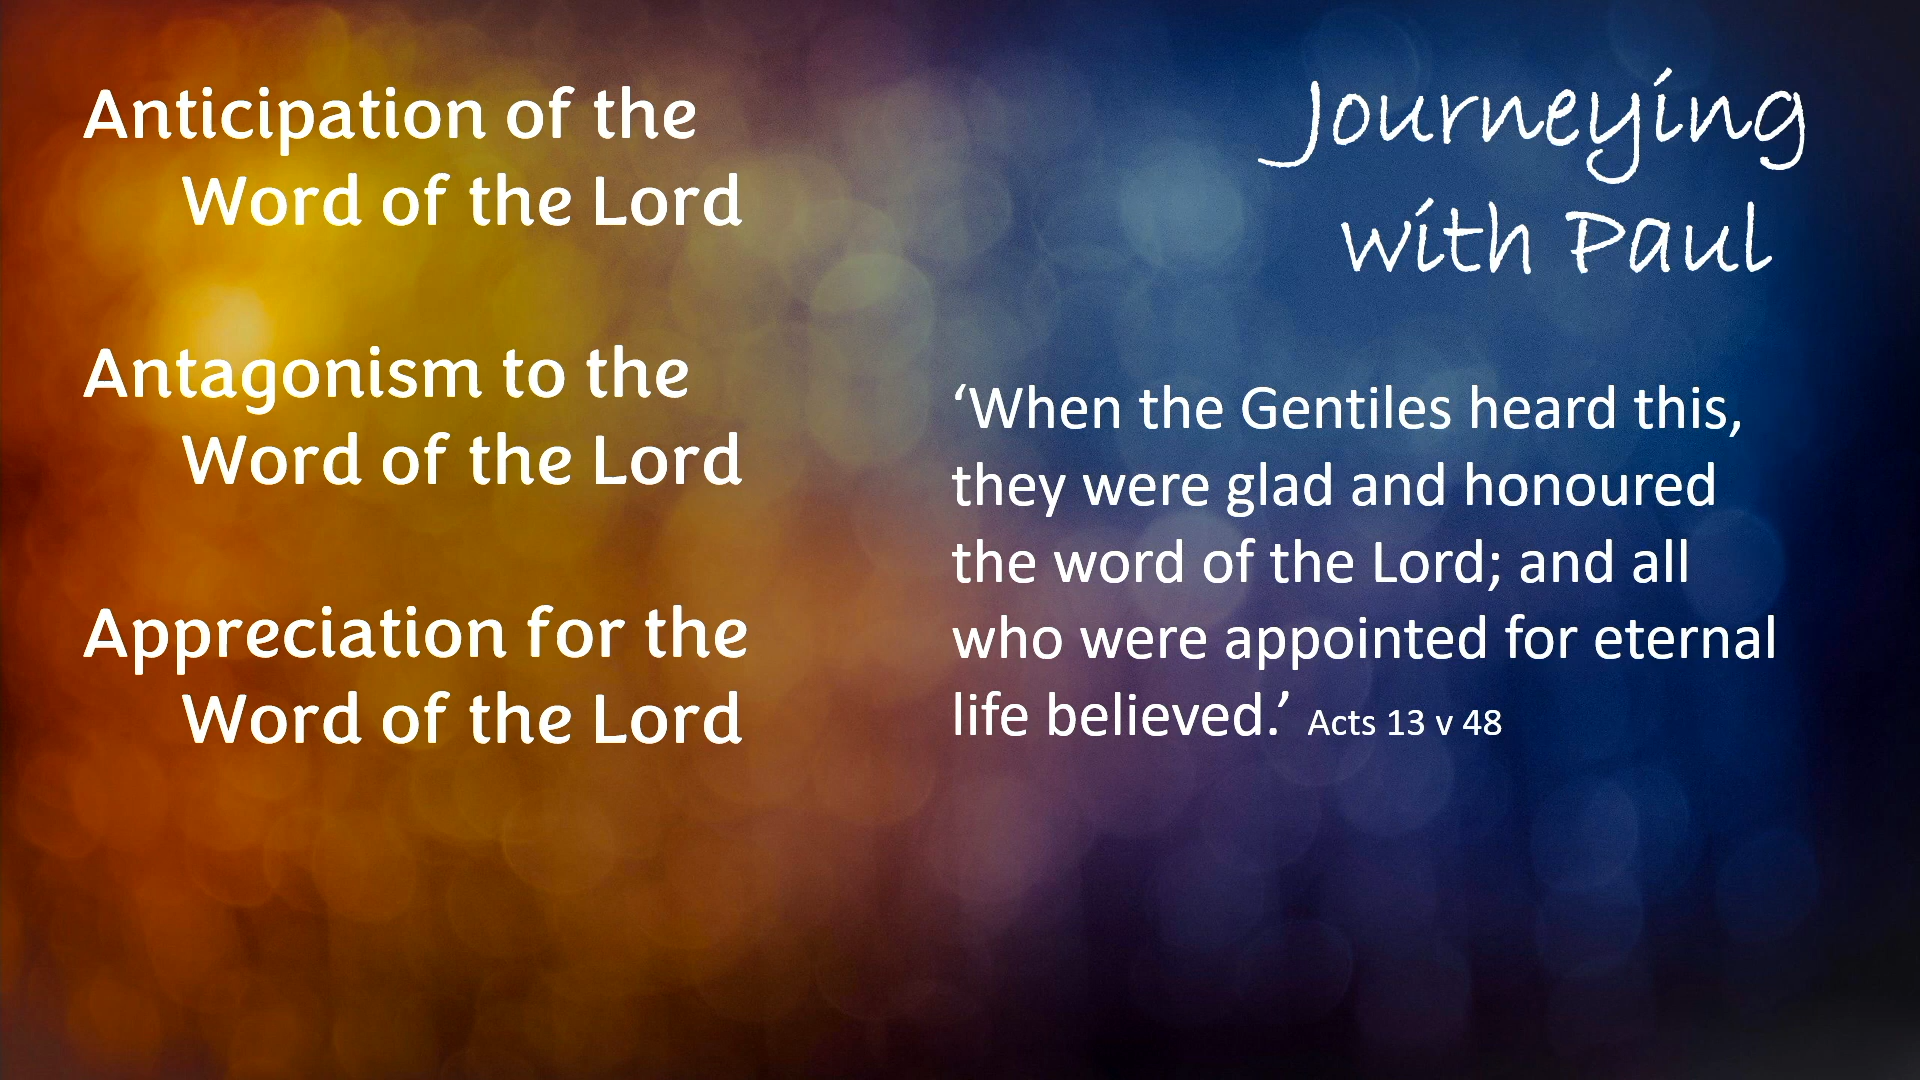 Anticipation of the
Word of the Lord
Antagonism to the
Word of the Lord
Appreciation for the
Word of the Lord
Journeying
with Paul
‘When the Gentiles heard this,
they were glad and honoured
the word of the Lord; and all
who were appointed for eternal
life believed.’ Acts 13 v 48